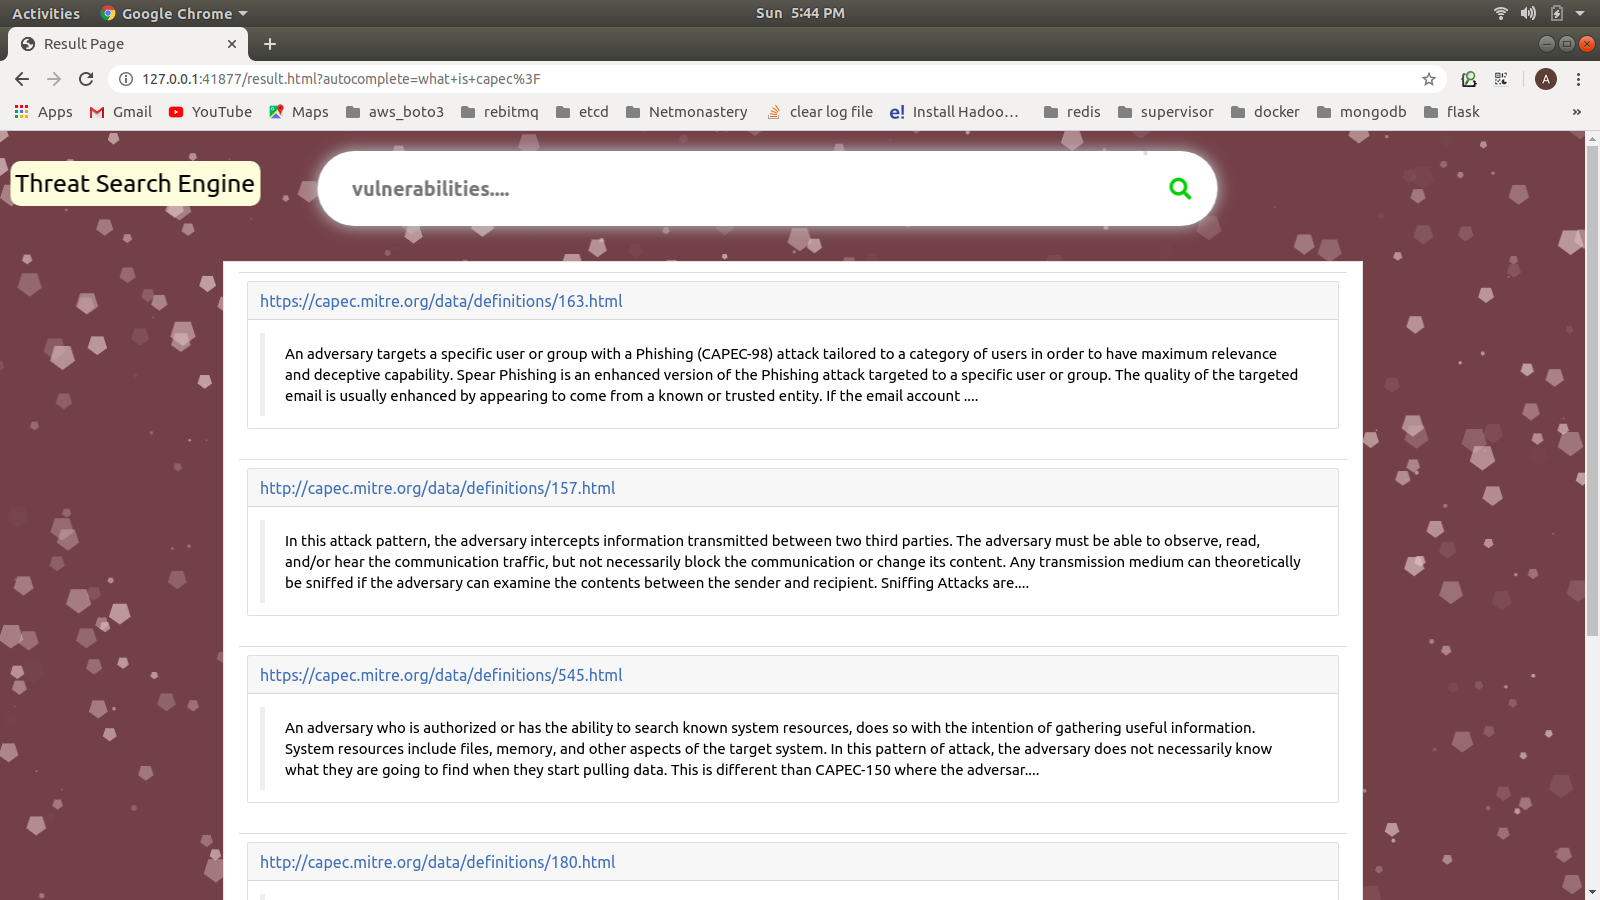 Activities
Google Chrome
Sun 5:44 PM
Result Page
127.0.0.1:41877/result.html?autocomplete=what+is+capec%3F
A
Apps
Gmail
YouTube
Maps
aws_boto3
rebitmq
etcd
Netmonastery
clear log file
e! Install Hadoo...
redis
supervisor
docker
mongodb
flask
»
Threat Search Engine
vulnerabilities....
https://capec.mitre.org/data/definitions/163.html
An adversary targets a specific user or group with a Phishing (CAPEC-98) attack tailored to a category of users in order to have maximum relevance
and deceptive capability. Spear Phishing is an enhanced version of the Phishing attack targeted to a specific user or group. The quality of the targeted
email is usually enhanced by appearing to come from a known or trusted entity. If the email account ....
http://capec.mitre.org/data/definitions/157.html
In this attack pattern, the adversary intercepts information transmitted between two third parties. The adversary must be able to observe, read,
and/or hear the communication traffic, but not necessarily block the communication or change its content. Any transmission medium can theoretically
be sniffed if the adversary can examine the contents between the sender and recipient. Sniffing Attacks are....
https://capec.mitre.org/data/definitions/545.html
An adversary who is authorized or has the ability to search known system resources, does so with the intention of gathering useful information.
System resources include files, memory, and other aspects of the target system. In this pattern of attack, the adversary does not necessarily know
what they are going to find when they start pulling data. This is different than CAPEC-150 where the adversar....
http://capec.mitre.org/data/definitions/180.html